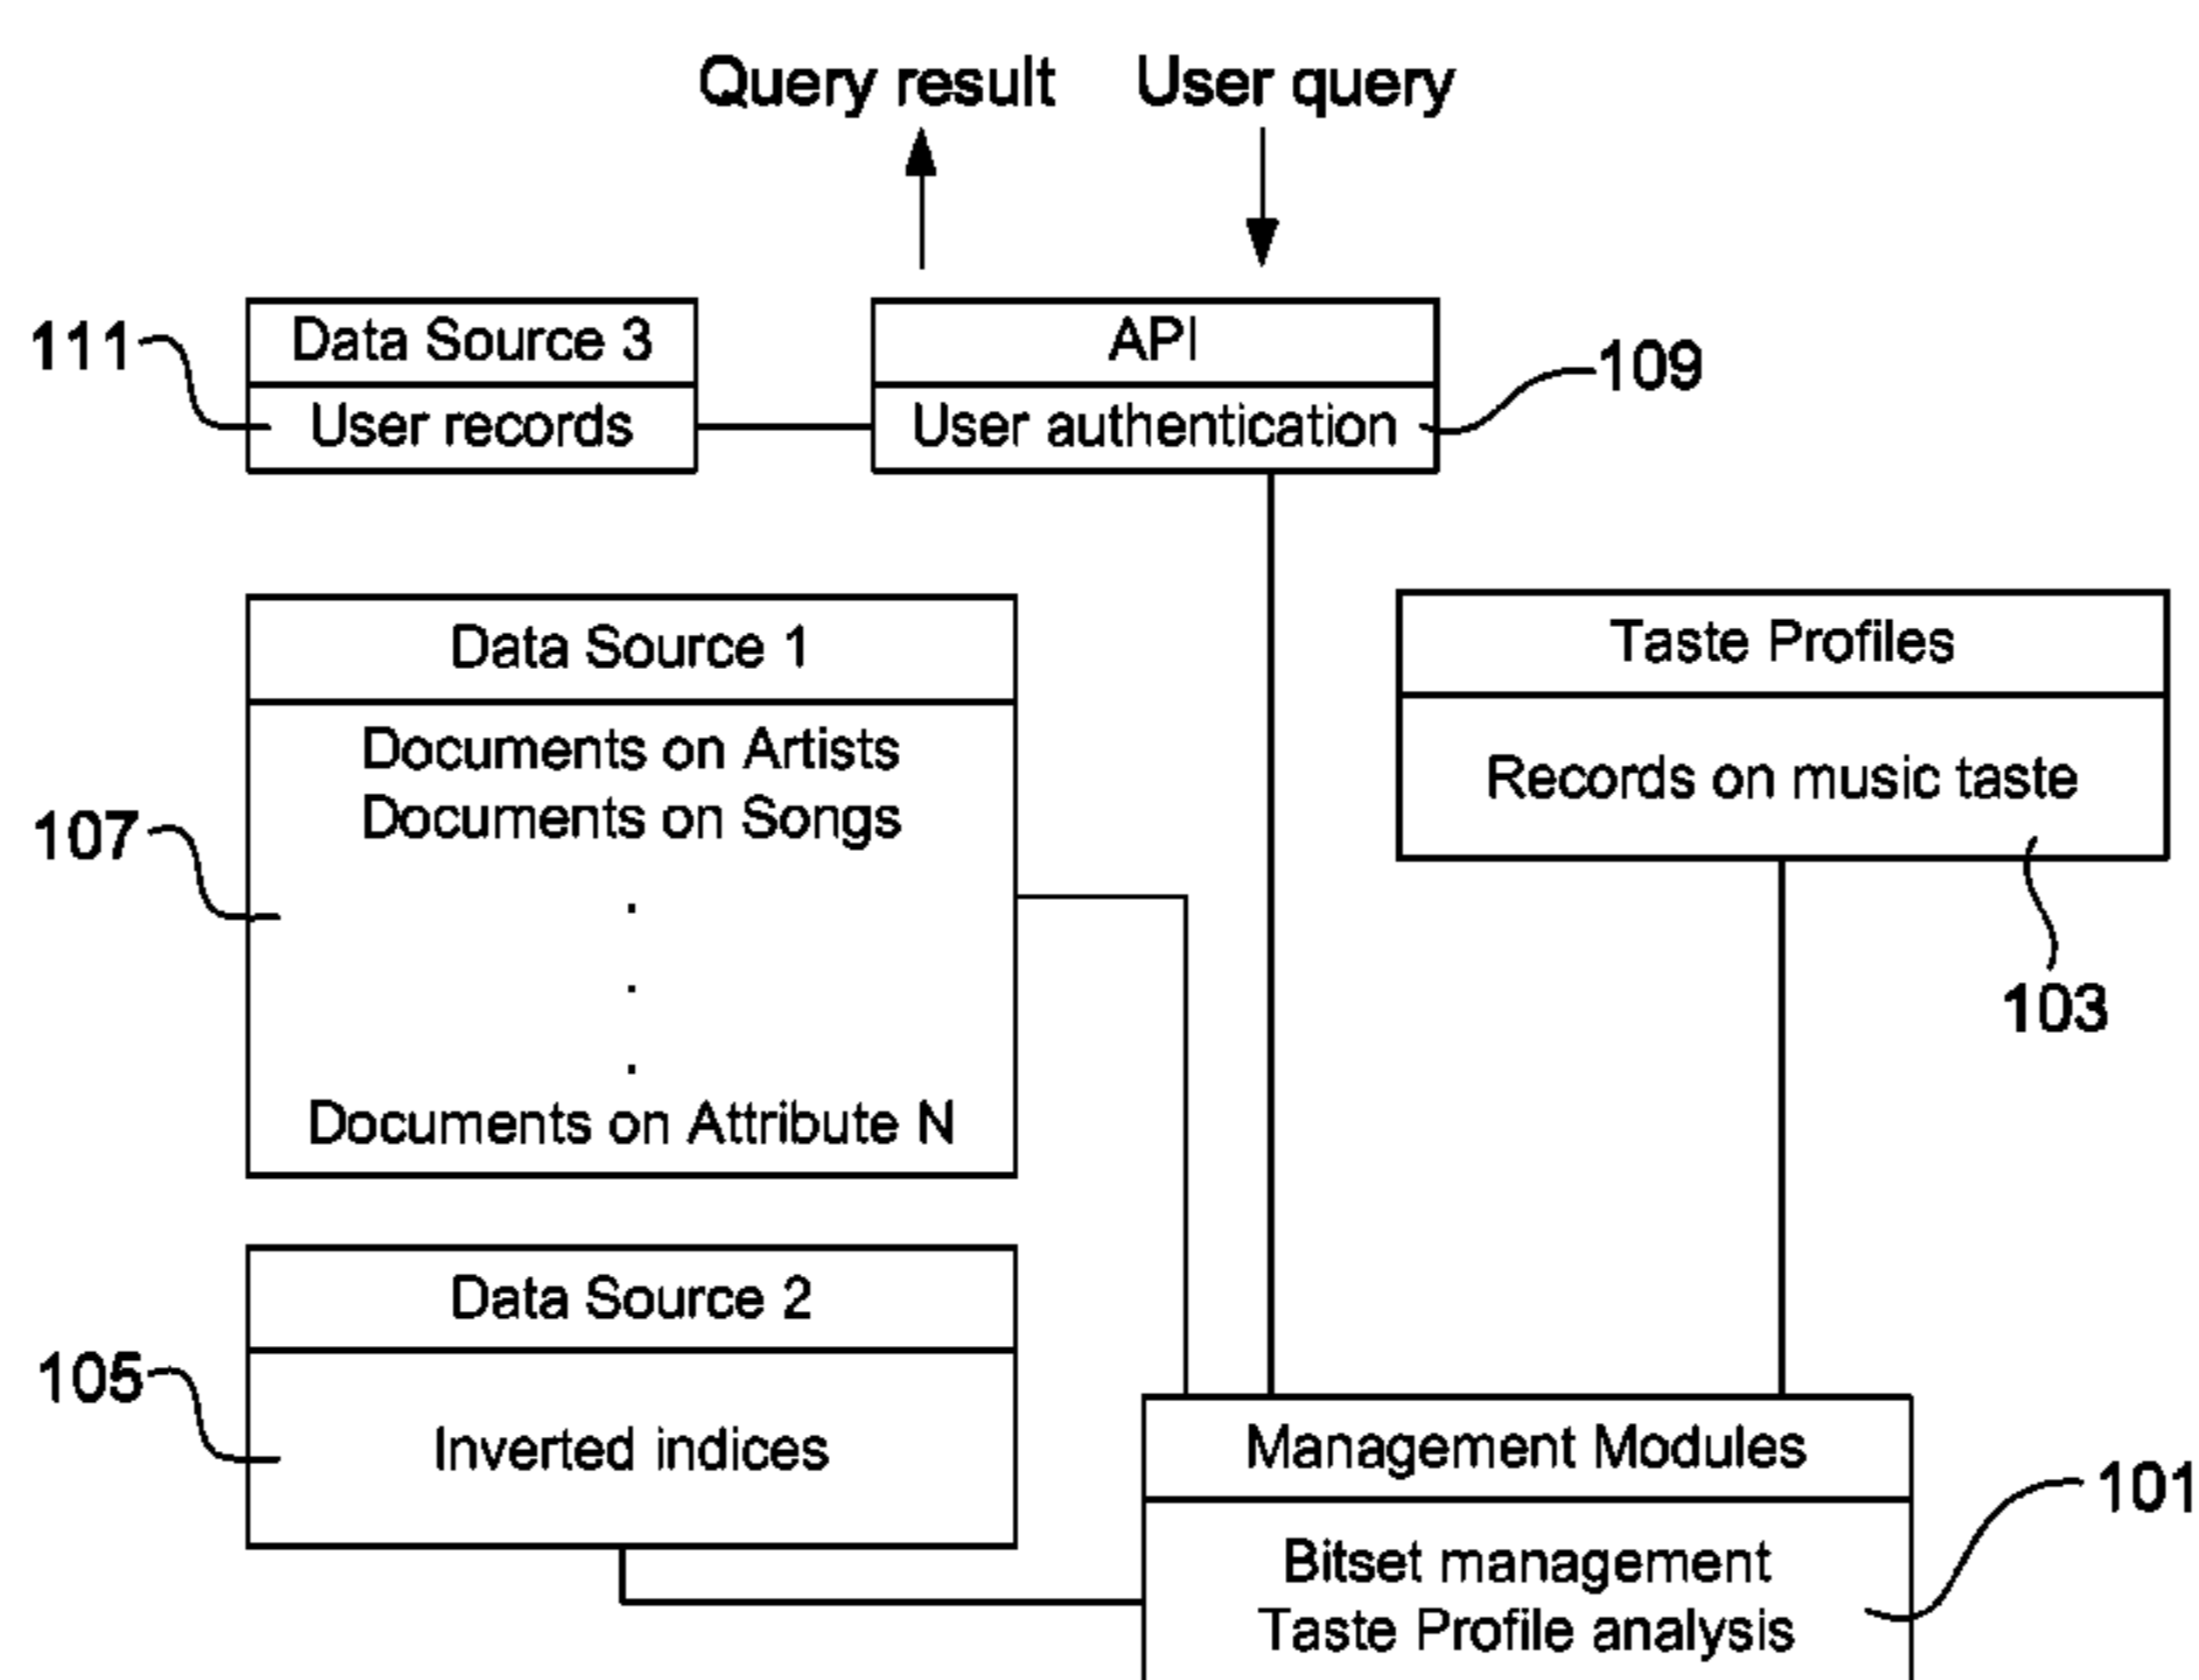 Query result User query
111
Data Source 3
User records
API
User authentication
109
107
Data Source 1
Documents on Artists
Documents on Songs
.
.
.
Documents on Attribute N
Taste Profiles
Records on music taste
103
105
Data Source 2
Inverted indices
Management Modules
Bitset management
Taste Profile analysis
101